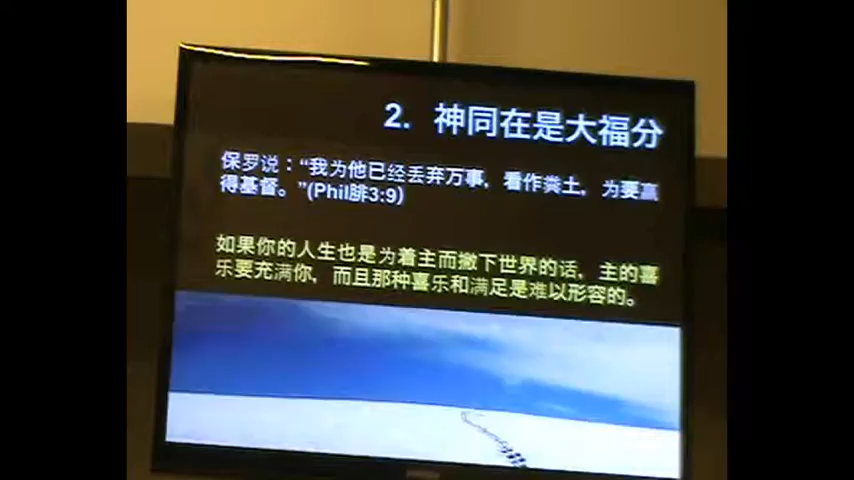 2. 神同在是大福分
保罗说：“我为他已经丢弃万事，看作粪土，为要赢
得基督。”(Phil腓3:9)
如果你的人生也是为着主而撇下世界的话，主的喜
乐要充满你，而且那种喜乐和满足是难以形容的。